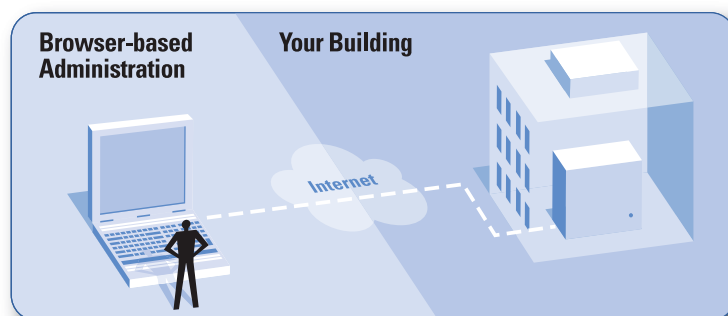 Browser-based
Administration
Your Building
Internet